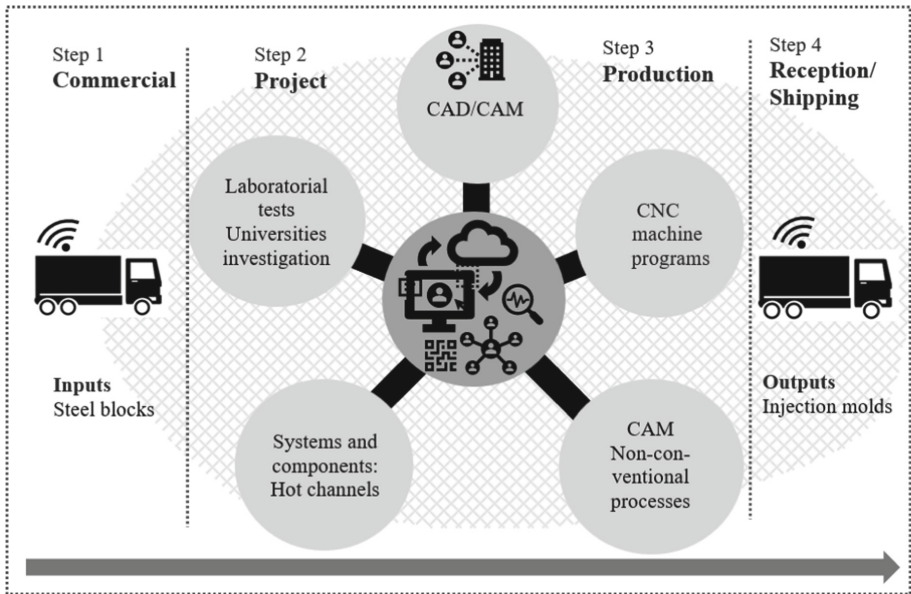 Step 1
Commercial
Step 2
Project
CAD/CAM
Step 3
Production
Step 4
Reception/
Shipping
Laboratorial
tests
Universities
investigation
CNC
machine
programs
Inputs
Steel blocks
Systems and
components:
Hot channels
CAM
Non-con-
ventional
processes
Outputs
Injection molds